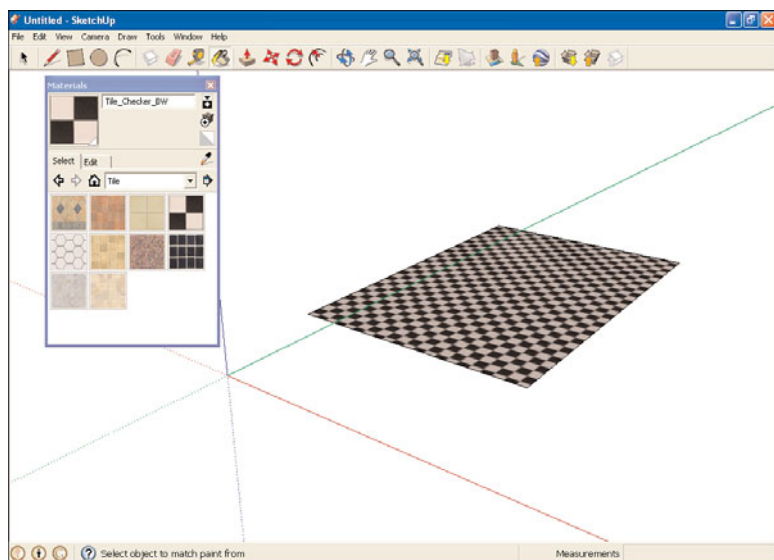 Untitled - SketchUp
File Edit View Camera Draw Tools Window Help
Materials
Tile_Checker_BW
Select Edit
Tile
Select object to match paint from
Measurements